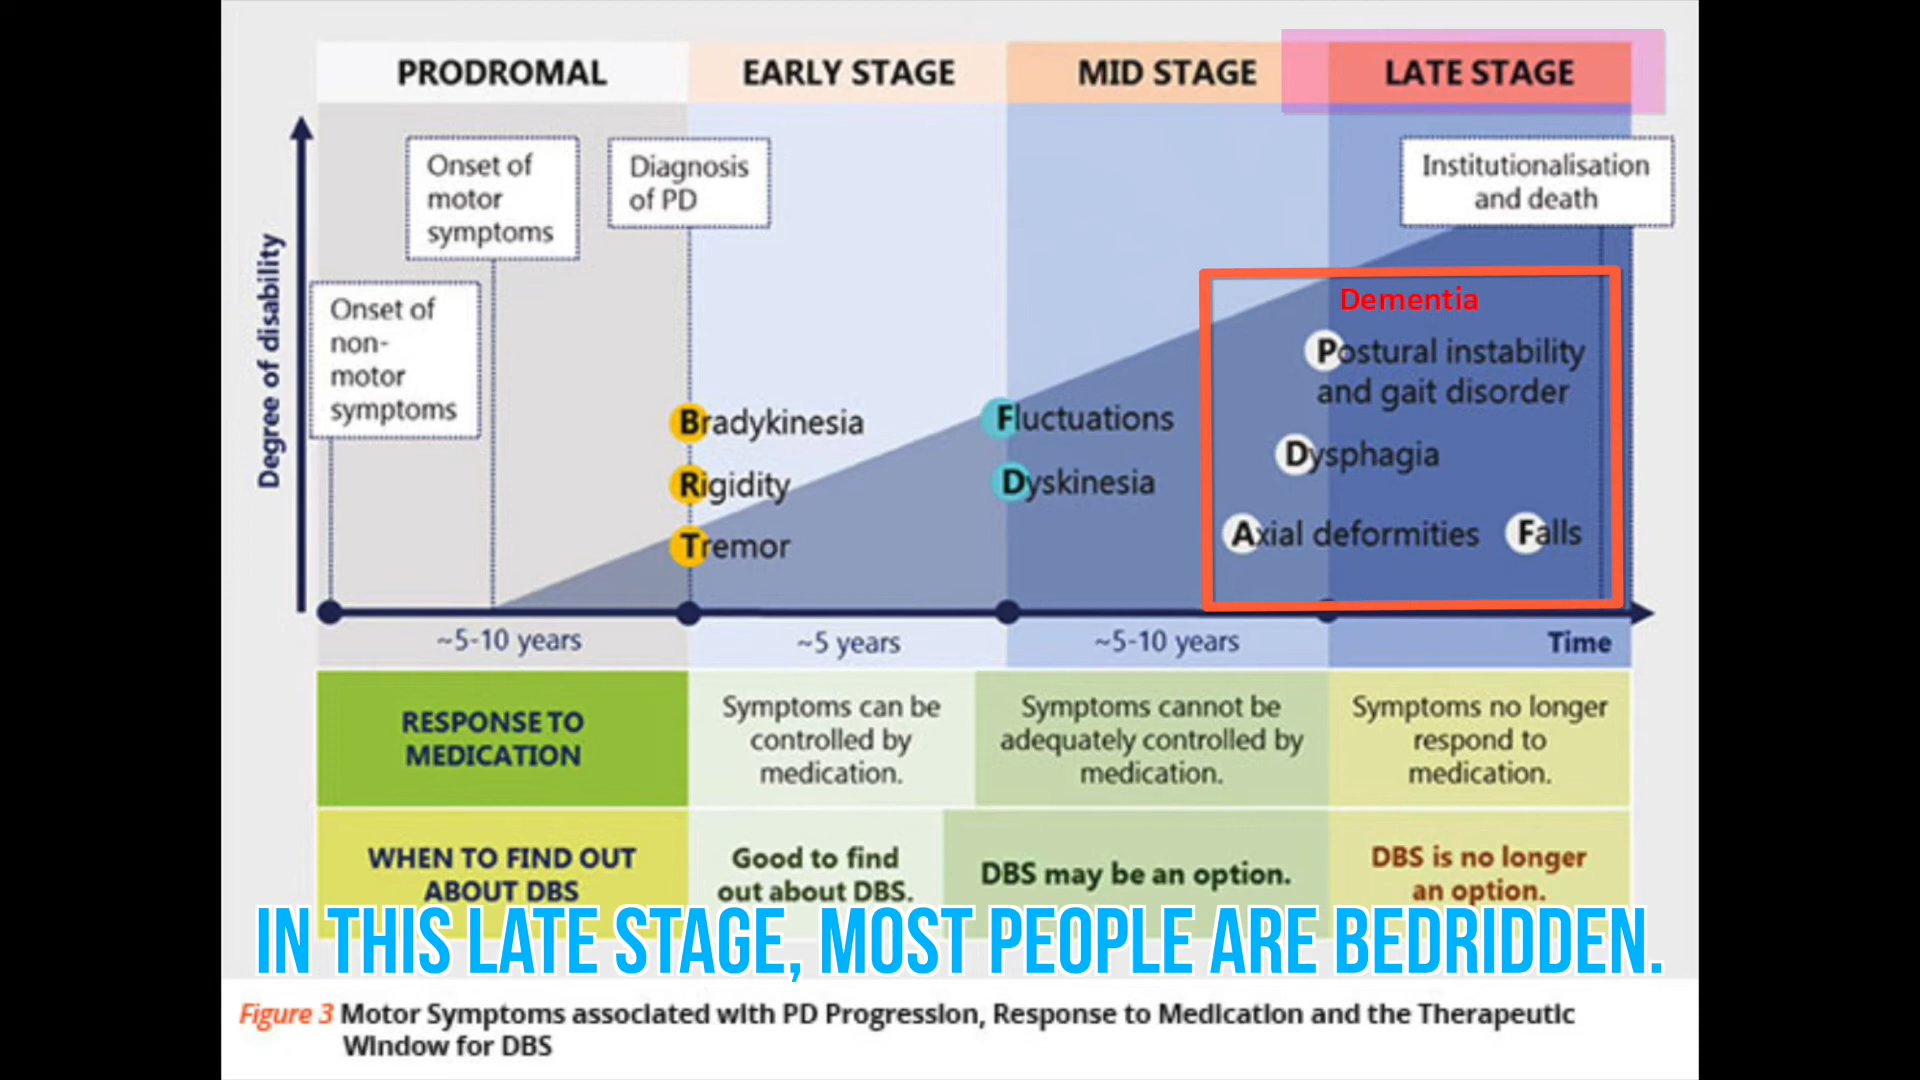 PRODROMAL
EARLY STAGE
MID STAGE
LATE STAGE
Onset of
motor
symptoms
Diagnosis
of PD
Institutionalisation
and death
Onset of
non-
motor
symptoms
Degree of disability
Dementia
Postural instability
and gait disorder
Bradykinesia
Fluctuations
Dysphagia
Rigidity
Dyskinesia
Axial deformities
Falls
Tremor
~5-10 years
~5 years
~5-10 years
Time
RESPONSE TO
MEDICATION
Symptoms can be
controlled by
medication.
Symptoms cannot be
adequately controlled by
medication.
Symptoms no longer
respond to
medication.
WHEN TO FIND OUT
ABOUT DBS
Good to find
out about DBS.
DBS may be an option.
DBS is no longer
an option.
IN THIS LATE STAGE, MOST PEOPLE ARE BEDRIDDEN.
Figure 3 Motor Symptoms associated with PD Progression, Response to Medication and the Therapeutic
Window for DBS